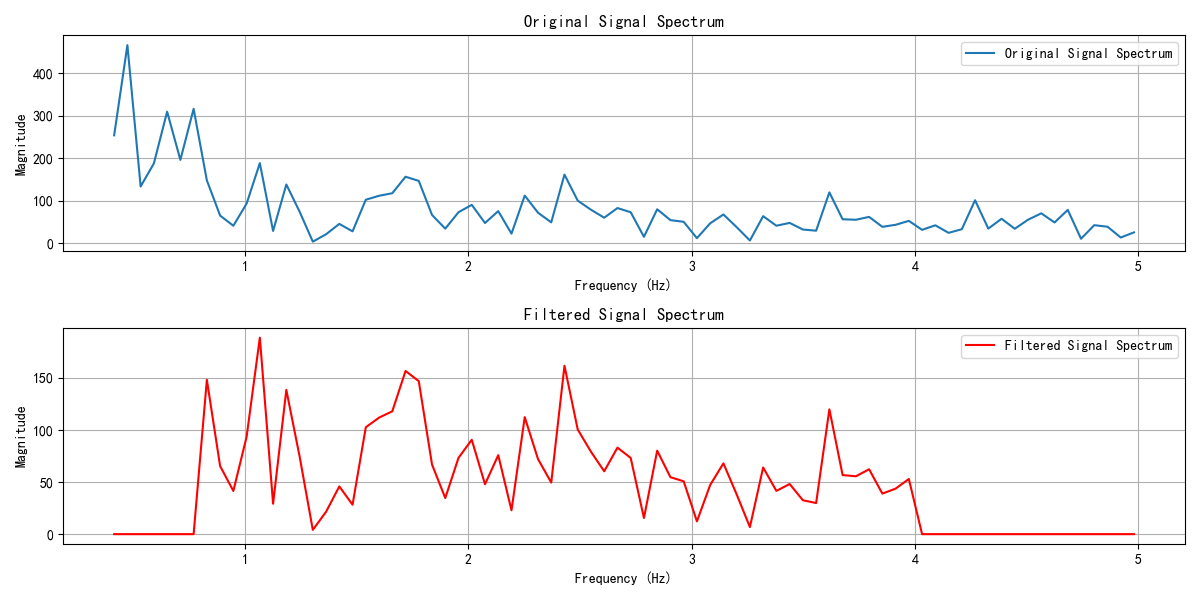 Original Signal Spectrum
Original Signal Spectrum
Magnitude
400
300
200
100
0
1 2 3 4 5
Frequency (Hz)
Filtered Signal Spectrum
Filtered Signal Spectrum
Magnitude
150
100
50
0
1 2 3 4 5
Frequency (Hz)